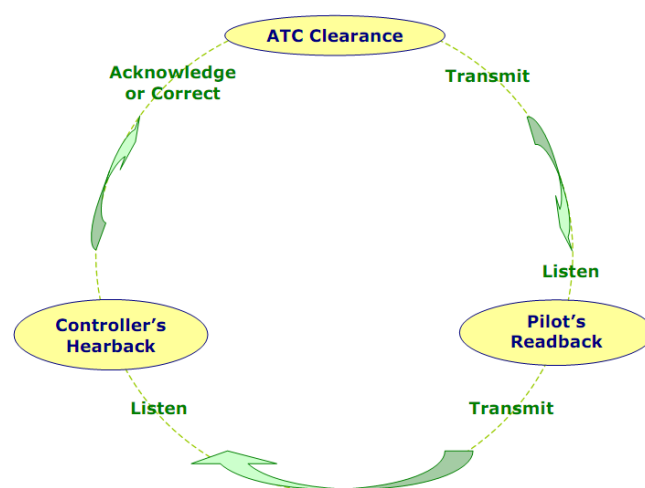 ATC Clearance
Acknowledge
or Correct
Transmit
Listen
Controller’s
Hearback
Pilot’s
Readback
Listen
Transmit